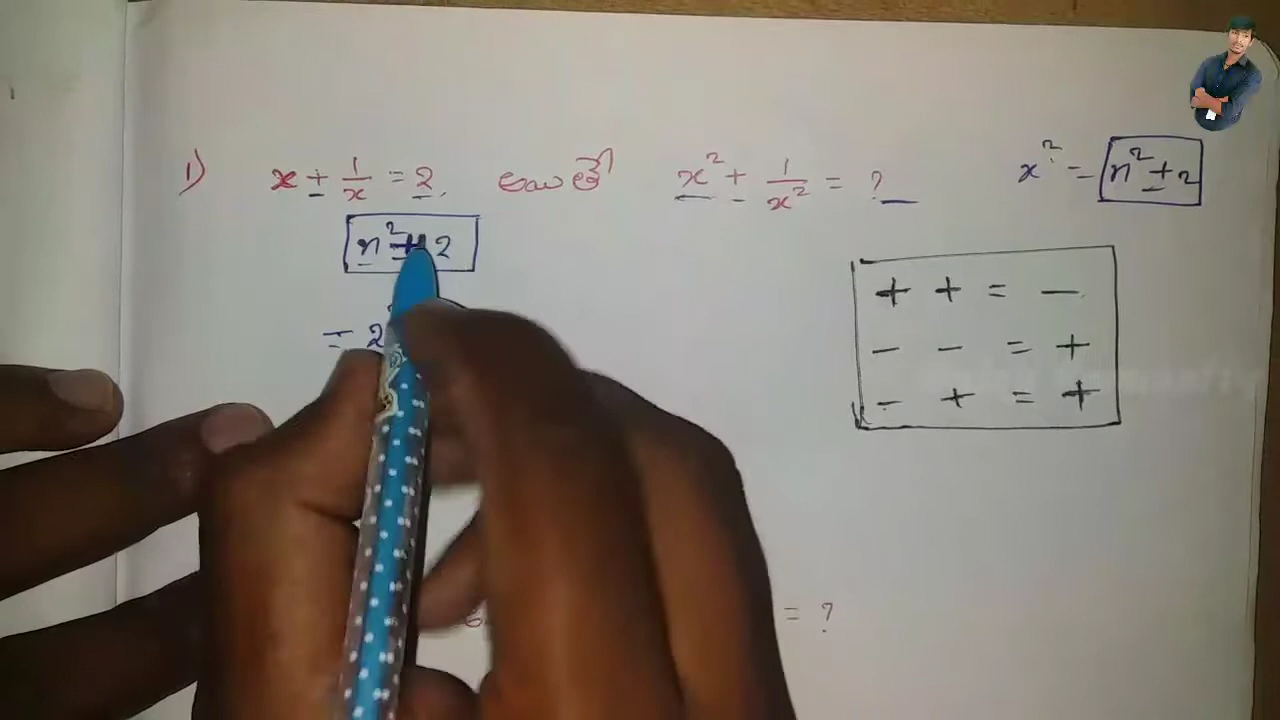 1) x + 1/x = 2, అయితే x² + 1/x² = ?
x² = n² ± 2
n² 2
= 2
+ + = -
- - = +
- + = +
= ?